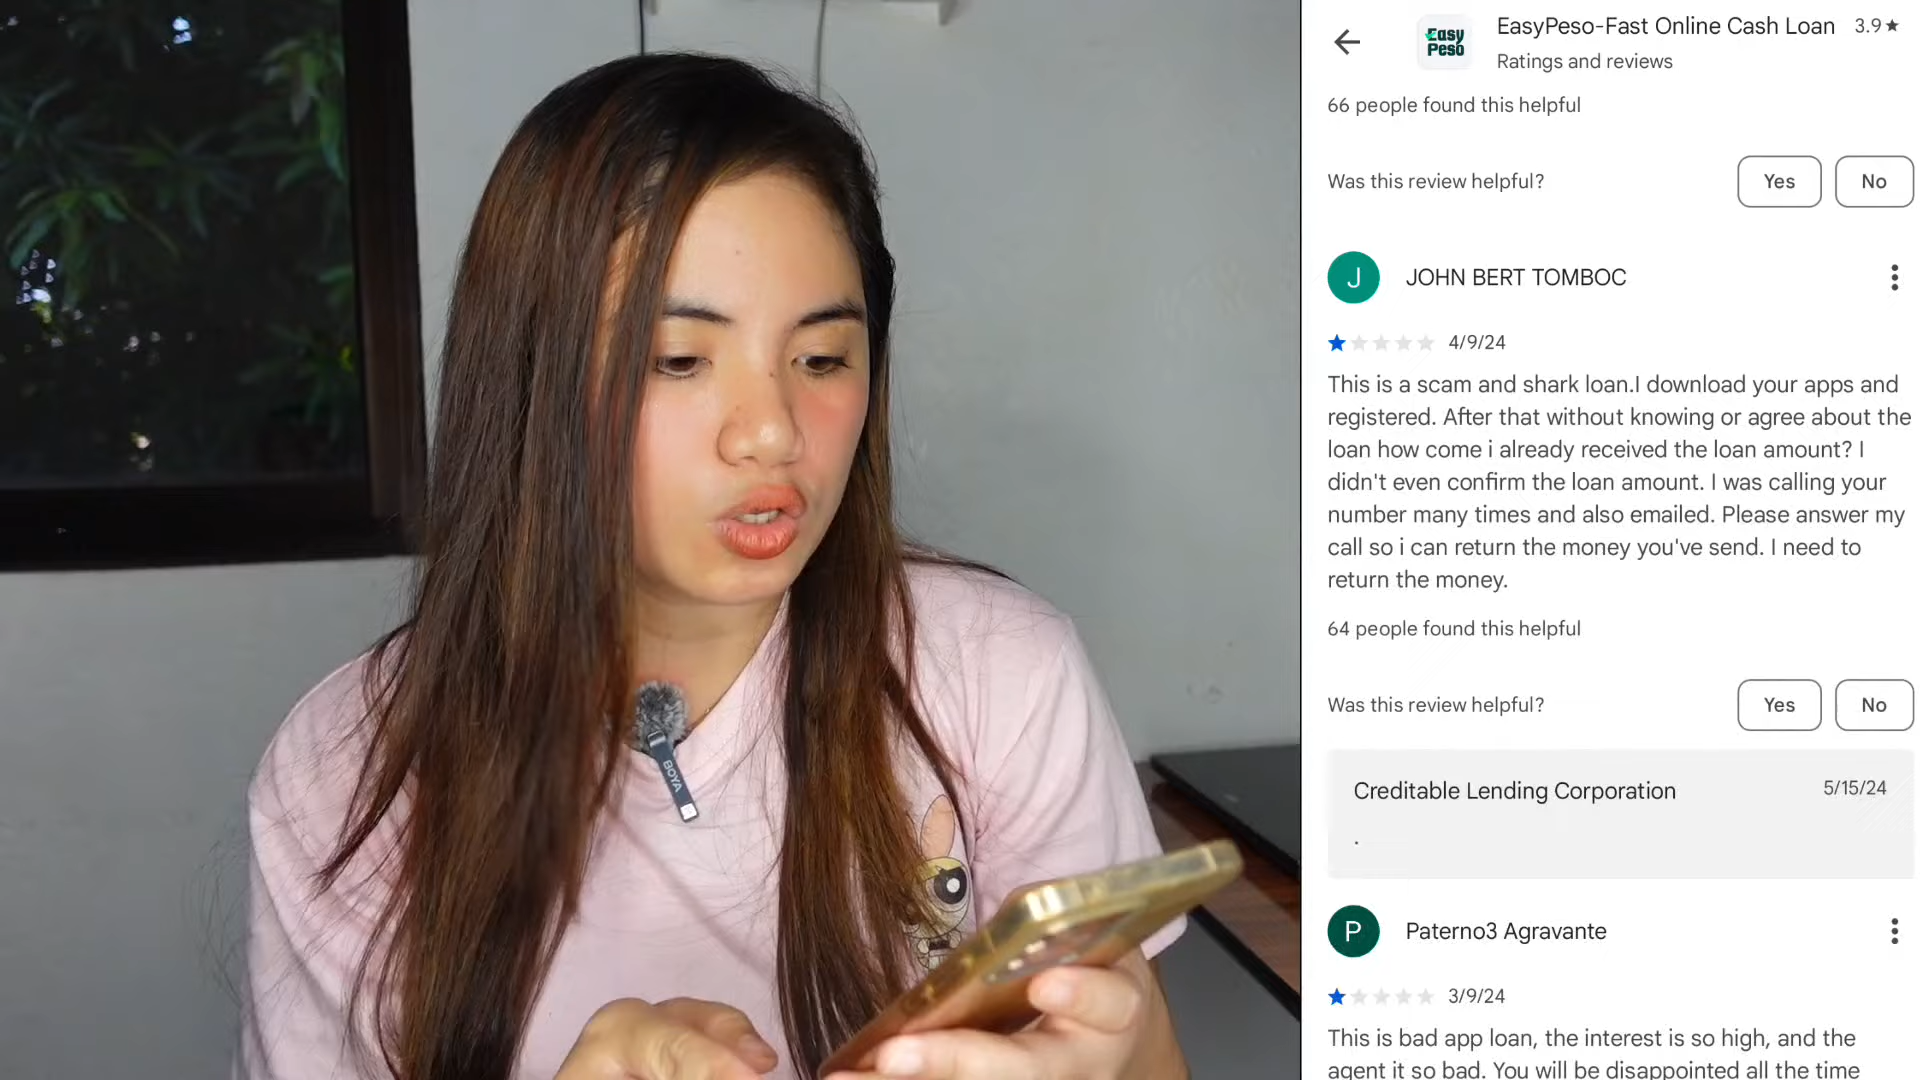 EasyPeso-Fast Online Cash Loan 3.9★
Easy
Peso
Ratings and reviews
66 people found this helpful
Was this review helpful? Yes No
J JOHN BERT TOMBOC
4/9/24
This is a scam and shark loan.I download your apps and
registered. After that without knowing or agree about the
loan how come i already received the loan amount? I
didn't even confirm the loan amount. I was calling your
number many times and also emailed. Please answer my
call so i can return the money you've send. I need to
return the money.
64 people found this helpful
Was this review helpful? Yes No
Creditable Lending Corporation 5/15/24
.
P Paterno3 Agravante
3/9/24
This is bad app loan, the interest is so high, and the
agent it so bad. You will be disappointed all the time
BOYA